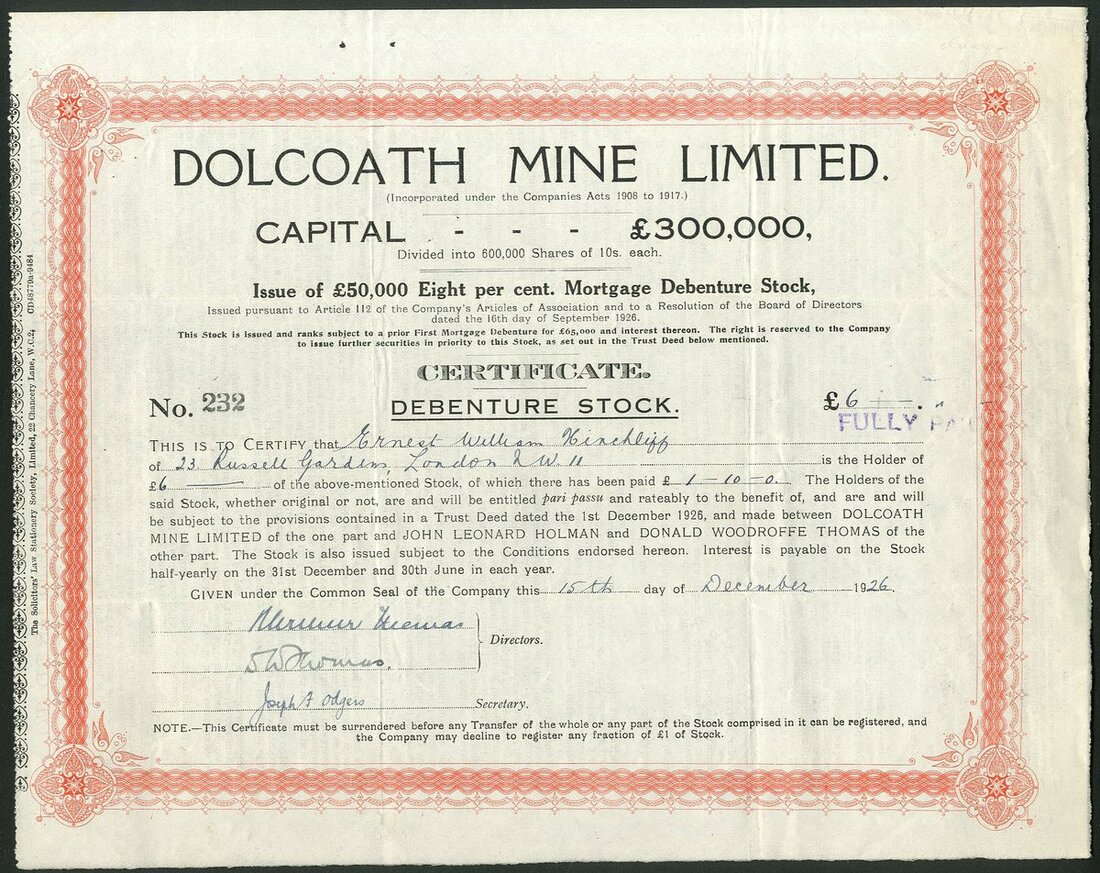 DOLCOATH MINE LIMITED.
(Incorporated under the Companies Acts 1908 to 1917.)
CAPITAL - - - £300,000,
Divided into 600,000 Shares of 10s. each.
Issue of £50,000 Eight per cent. Mortgage Debenture Stock,
Issued pursuant to Article 112 of the Company's Articles of Association and to a Resolution of the Board of Directors
dated the 16th day of September 1926.
This Stock is issued and ranks subject to a prior First Mortgage Debenture for £65,000 and interest thereon. The right is reserved to the Company
to issue further securities in priority to this Stock, as set out in the Trust Deed below mentioned.
CERTIFICATE.
No. 232 DEBENTURE STOCK. £6
FULLY PA
THIS IS TO CERTIFY that Ernest William Hinchliff
of 23. Russell Gardens, London N.W. 11 is the Holder of
£6 of the above-mentioned Stock, of which there has been paid £ 1-10-0. The Holders of the
said Stock, whether original or not, are and will be entitled pari passu and rateably to the benefit of, and are and will
be subject to the provisions contained in a Trust Deed dated the 1st December 1926, and made between DOLCOATH
MINE LIMITED of the one part and JOHN LEONARD HOLMAN and DONALD WOODROFFE THOMAS of the
other part. The Stock is also issued subject to the Conditions endorsed hereon. Interest is payable on the Stock
half-yearly on the 31st December and 30th June in each year.
GIVEN under the Common Seal of the Company this 15th day of December 1926.
Directors.
D W Thomas.
Joseph F Odgers Secretary.
NOTE.—This Certificate must be surrendered before any Transfer of the whole or any part of the Stock comprised in it can be registered, and
the Company may decline to register any fraction of £1 of Stock.
The Solicitors' Law Stationery Society, Limited, 22 Chancery Lane, W.C.2, CD48779a.9484